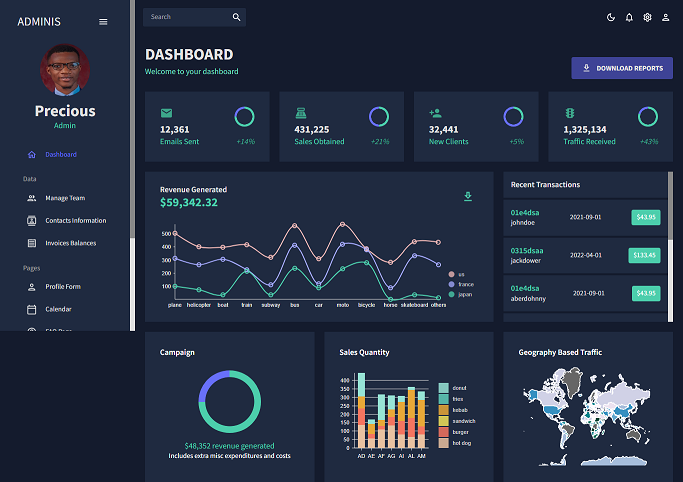 ADMINIS
Search
Precious
Admin
Dashboard
Data
Manage Team
Contacts Information
Invoices Balances
Pages
Profile Form
Calendar
FAQ Page
DASHBOARD
Welcome to your dashboard
DOWNLOAD REPORTS
12,361
Emails Sent
+14%
431,225
Sales Obtained
+21%
32,441
New Clients
+5%
1,325,134
Traffic Received
+43%
Revenue Generated
$59,342.32
500
400
300
200
100
plane helicopter boat train subway bus car moto bicycle horse skateboard others
us
france
japan
Recent Transactions
01e4dsa
johndoe
2021-09-01
$43.95
0315dsaa
jackdower
2022-04-01
$133.45
01e4dsa
aberdohnny
2021-09-01
$43.95
Campaign
$48,352 revenue generated
Includes extra misc expenditures and costs
Sales Quantity
400
350
300
250
200
150
100
50
0
AD AE AF AG AI AL AM
donut
fries
kebab
sandwich
burger
hot dog
Geography Based Traffic